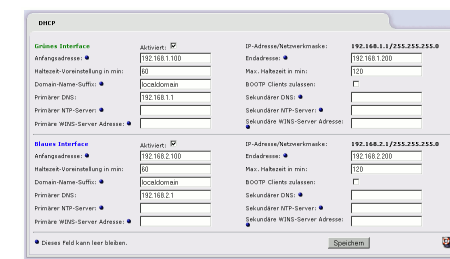 DHCP
Grünes Interface Aktiviert: IP-Adresse/Netzwerkmaske: 192.168.1.1/255.255.255.0
Anfangsadresse: 192.168.1.100 Endadresse: 192.168.1.200
Haltezeit-Voreinstellung in min: 60 Max. Haltezeit in min: 120
Domain-Name-Suffix: localdomain BOOTP Clients zulassen:
Primärer DNS: 192.168.1.1 Sekundärer DNS:
Primärer NTP-Server: Sekundärer NTP-Server:
Primäre WINS-Server Adresse: Sekundäre WINS-Server Adresse:
Blaues Interface Aktiviert: IP-Adresse/Netzwerkmaske: 192.168.2.1/255.255.255.0
Anfangsadresse: 192.168.2.100 Endadresse: 192.168.2.200
Haltezeit-Voreinstellung in min: 60 Max. Haltezeit in min: 120
Domain-Name-Suffix: localdomain BOOTP Clients zulassen:
Primärer DNS: 192.168.2.1 Sekundärer DNS:
Primärer NTP-Server: Sekundärer NTP-Server:
Primäre WINS-Server Adresse: Sekundäre WINS-Server Adresse:
Dieses Feld kann leer bleiben. Speichern